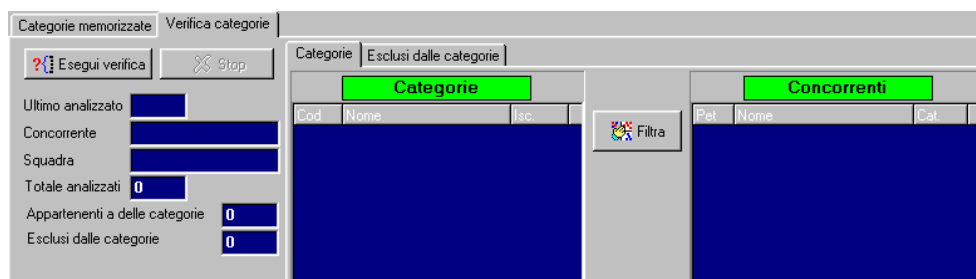 Categorie memorizzate
Verifica categorie
Esegui verifica
Stop
Ultimo analizzato
Concorrente
Squadra
Totale analizzati 0
Appartenenti a delle categorie 0
Esclusi dalle categorie 0
Categorie
Esclusi dalle categorie
Categorie
Cod Nome Isc.
Filtra
Concorrenti
Pet Nome Cat.